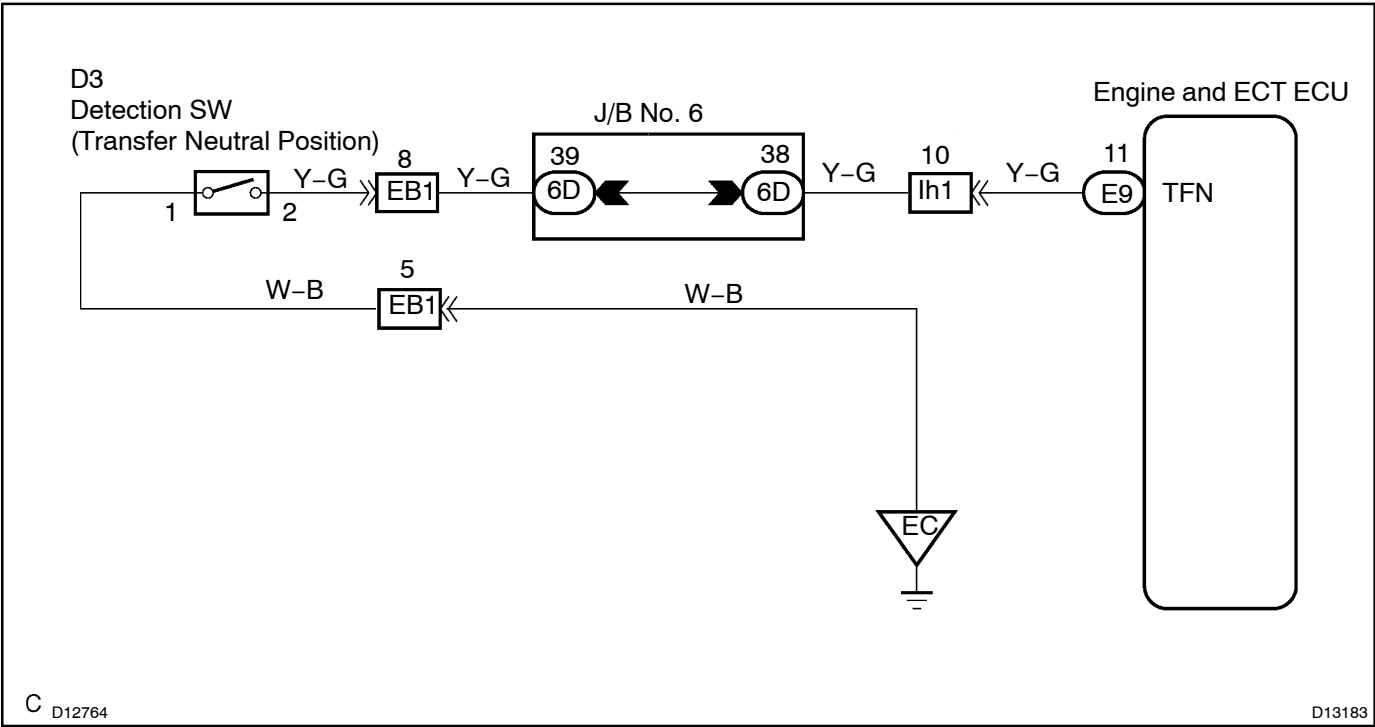 D3
Detection SW
(Transfer Neutral Position)
J/B No. 6
Engine and ECT ECU
1
2
Y–G
8
EB1
Y–G
39
6D
38
6D
Y–G
10
Ih1
Y–G
11
E9
TFN
W–B
5
EB1
W–B
EC
C D12764
D13183